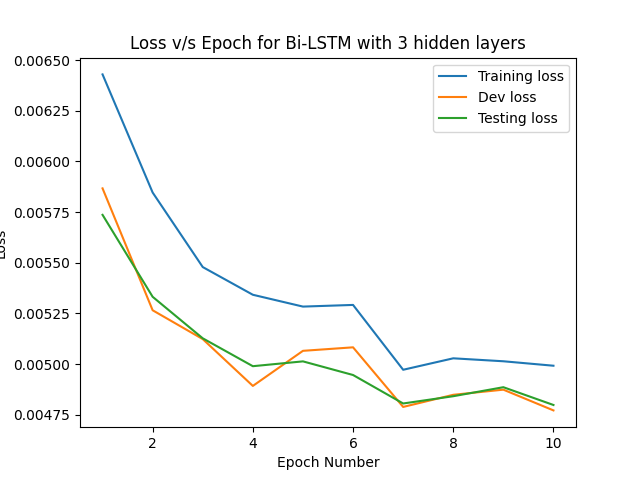 Loss v/s Epoch for Bi-LSTM with 3 hidden layers
Training loss
Dev loss
Testing loss
0.00650
0.00625
0.00600
0.00575
0.00550
0.00525
0.00500
0.00475
Loss
2
4
6
8
10
Epoch Number